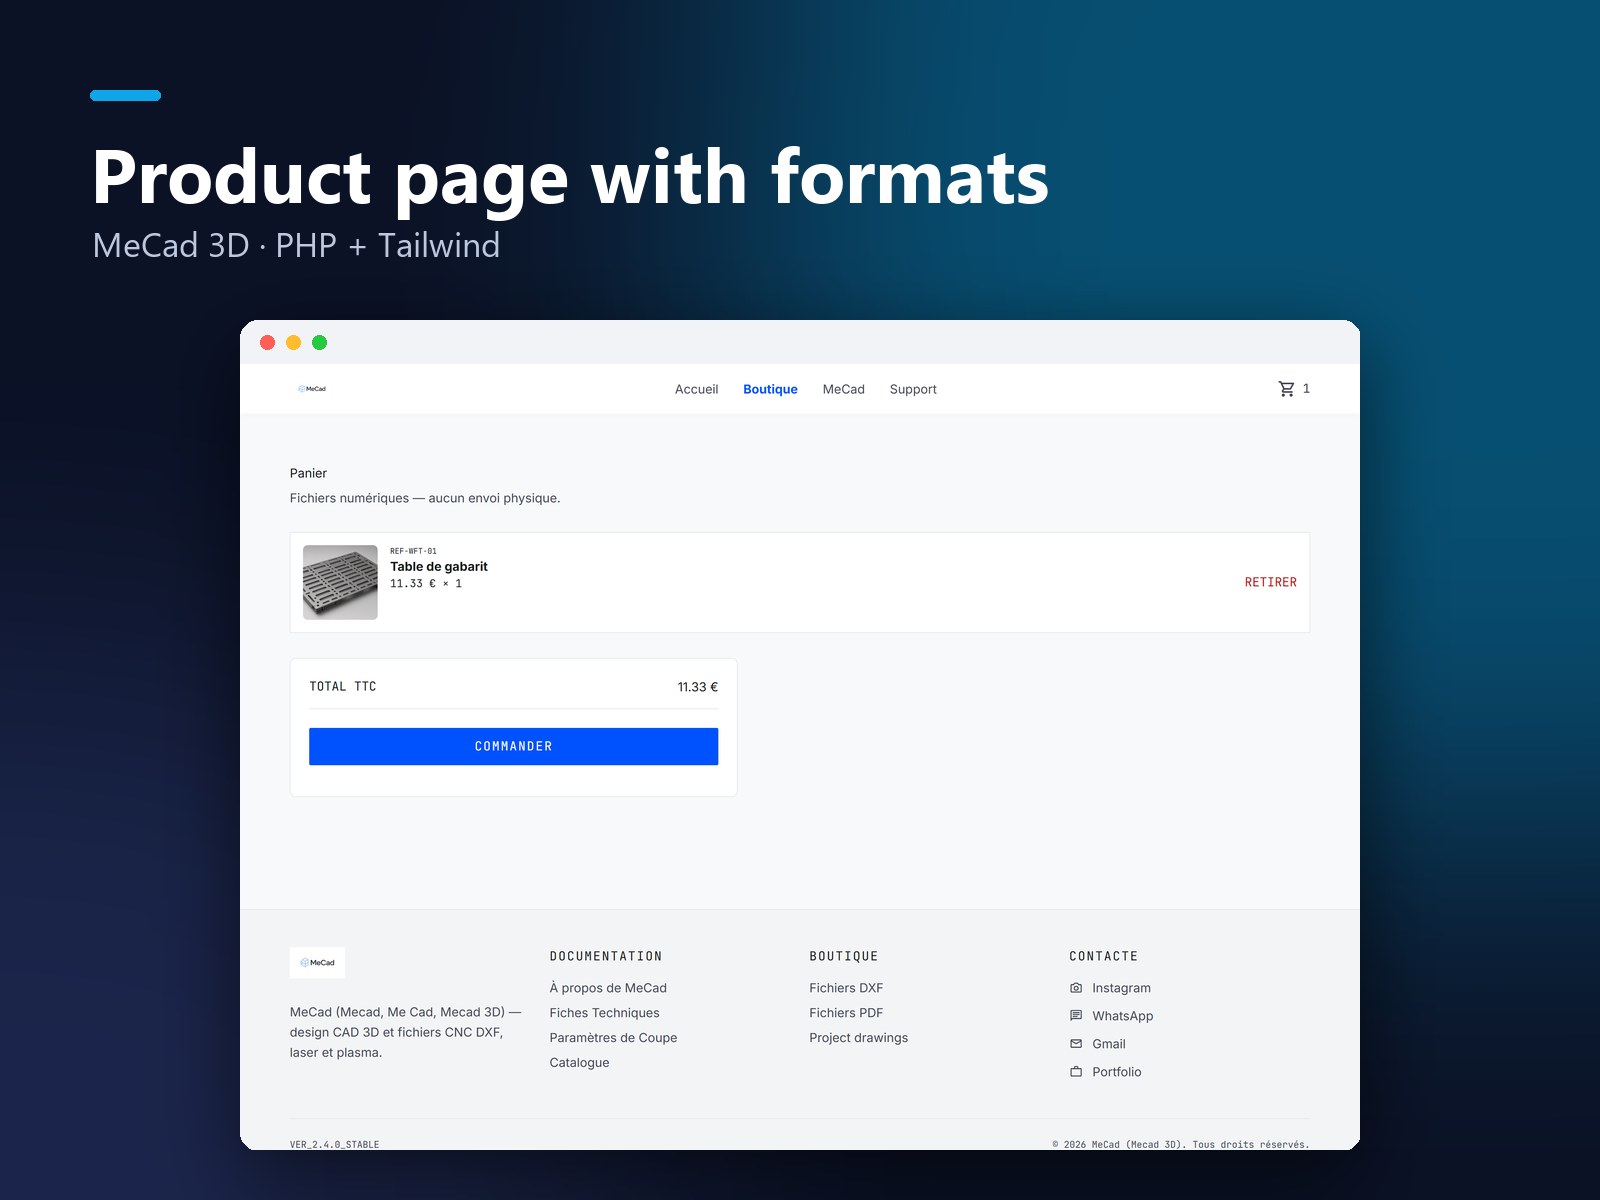 Product page with formats
MeCad 3D · PHP + Tailwind
MeCad
Accueil Boutique MeCad Support
1
Panier
Fichiers numériques — aucun envoi physique.
REF-WFT-01
Table de gabarit
11.33 € × 1
RETIRER
TOTAL TTC 11.33 €
COMMANDER
MeCad
MeCad (Mecad, Me Cad, Mecad 3D) —
design CAD 3D et fichiers CNC DXF,
laser et plasma.
DOCUMENTATION
À propos de MeCad
Fiches Techniques
Paramètres de Coupe
Catalogue
BOUTIQUE
Fichiers DXF
Fichiers PDF
Project drawings
CONTACTE
Instagram
WhatsApp
Gmail
Portfolio
VER_2.4.0_STABLE
© 2026 MeCad (Mecad 3D). Tous droits réservés.